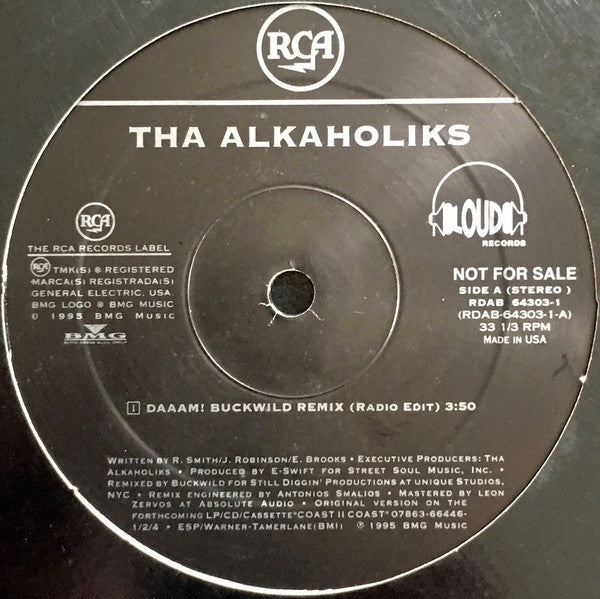 RCA
THA ALKAHOLIKS
RCA
THE RCA RECORDS LABEL
RCA TMK(S) ® REGISTERED
MARCA(S) REGISTRADA(S)
GENERAL ELECTRIC, USA.
BMG LOGO ® BMG MUSIC
© 1995 BMG MUSIC
BMG
LOUD
RECORDS
NOT FOR SALE
SIDE A (STEREO )
RDAB 64303-1
(RDAB-64303-1-A)
33 1/3 RPM
MADE IN USA
1 DAAAM! BUCKWILD REMIX (RADIO EDIT) 3:50
WRITTEN BY R. SMITH/J. ROBINSON/E. BROOKS • EXECUTIVE PRODUCERS: THA
ALKAHOLIKS • PRODUCED BY E-SWIFT FOR STREET SOUL MUSIC, INC. •
REMIXED BY BUCKWILD FOR STILL DIGGIN' PRODUCTIONS AT UNIQUE STUDIOS,
NYC • REMIX ENGINEERED BY ANTONIOS SMALIOS • MASTERED BY LEON
ZERVOS AT ABSOLUTE AUDIO • ORIGINAL VERSION ON THE
FORTHCOMING LP/CD/CASSETTE "COAST II COAST" 07863-66446-
1/2/4 • ESP/WARNER-TAMERLANE(BMI) ℗ 1995 BMG MUSIC